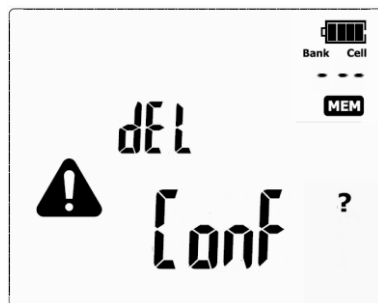 Bank Cell
- - -
MEM
dEL
ConF
?